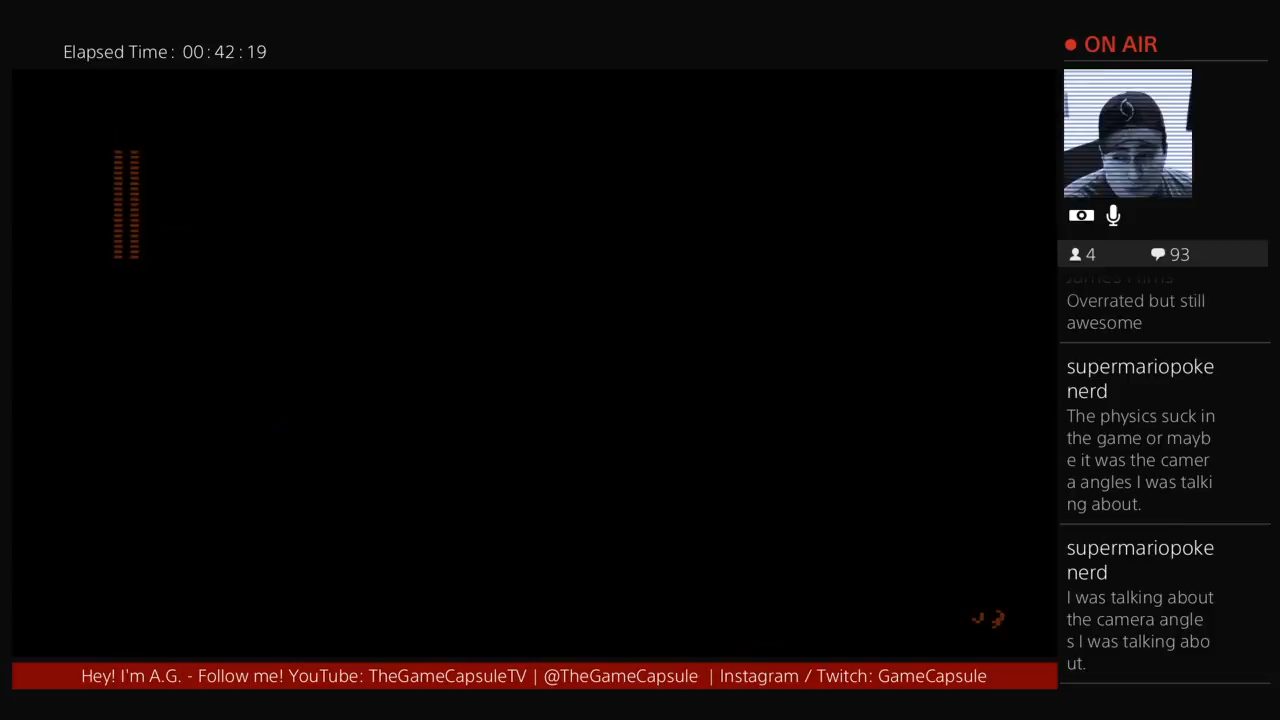 Elapsed Time: 00:42:19
ON AIR
4 93
Overrated but still
awesome
supermariopoke
nerd
The physics suck in
the game or mayb
e it was the camer
a angles I was talki
ng about.
supermariopoke
nerd
I was talking about
the camera angle
s I was talking abo
ut.
Hey! I'm A.G. - Follow me! YouTube: TheGameCapsuleTV | @TheGameCapsule | Instagram / Twitch: GameCapsule